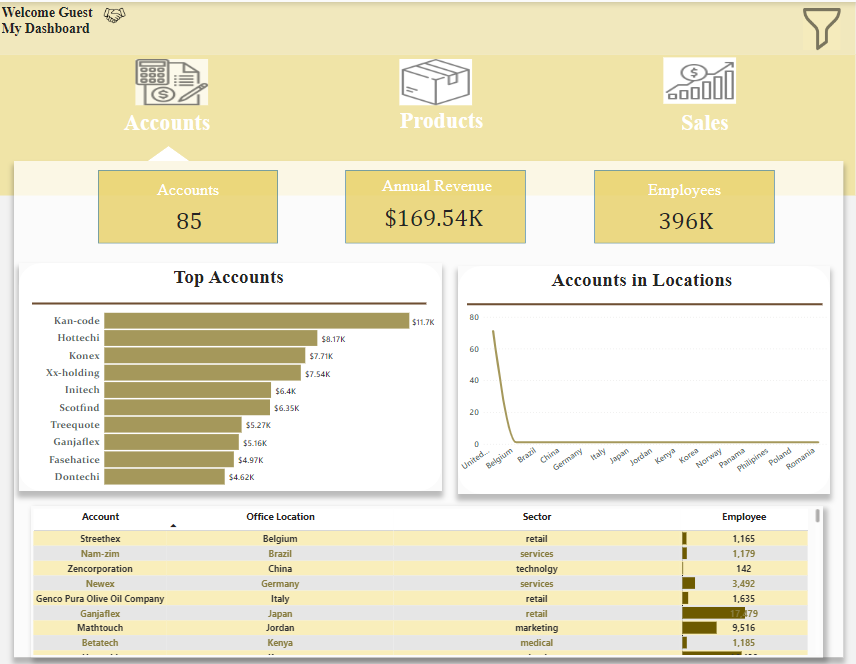 Welcome Guest
My Dashboard
Accounts
Products
Sales
Accounts
85
Annual Revenue
$169.54K
Employees
396K
Top Accounts
Kan-code $11.7K
Hottechi $8.17K
Konex $7.71K
Xx-holding $7.54K
Initech $6.4K
Scotfind $6.35K
Treequote $5.27K
Ganjaflex $5.16K
Fasehatice $4.97K
Dontechi $4.62K
Accounts in Locations
80
60
40
20
0
United... Belgium Brazil China Germany Italy Japan Jordan Kenya Korea Norway Panama Philipines Poland Romania
Account Office Location Sector Employee
Streethex Belgium retail 1,165
Nam-zim Brazil services 1,179
Zencorporation China technolgy 142
Newex Germany services 3,492
Genco Pura Olive Oil Company Italy retail 1,635
Ganjaflex Japan retail 17,479
Mathtouch Jordan marketing 9,516
Betatech Kenya medical 1,185